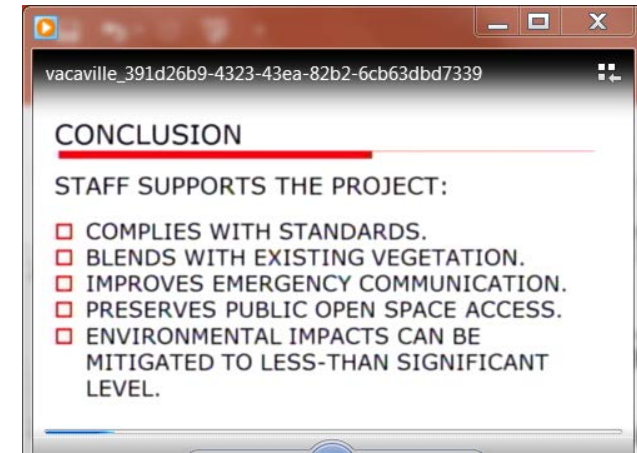 X
vacaville_391d26b9-4323-43ea-82b2-6cb63dbd7339
CONCLUSION
STAFF SUPPORTS THE PROJECT:
COMPLIES WITH STANDARDS.
BLENDS WITH EXISTING VEGETATION.
IMPROVES EMERGENCY COMMUNICATION.
PRESERVES PUBLIC OPEN SPACE ACCESS.
ENVIRONMENTAL IMPACTS CAN BE
MITIGATED TO LESS-THAN SIGNIFICANT
LEVEL.